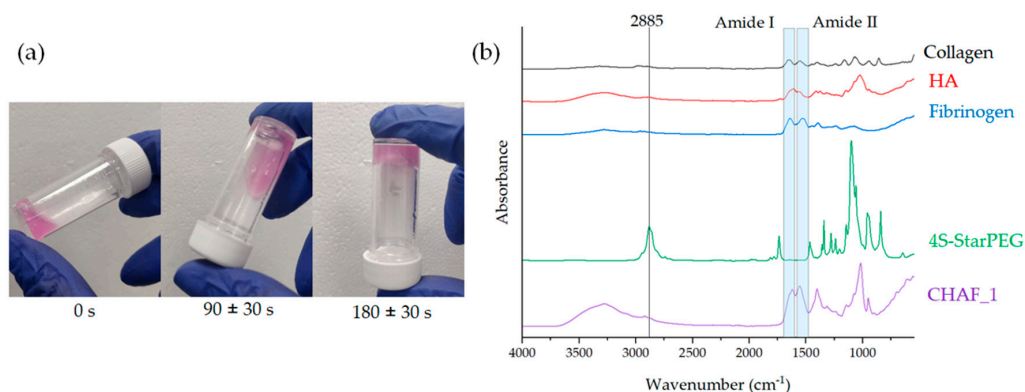 (a)
0 s
90 ± 30 s
180 ± 30 s
(b)
2885
Amide I
Amide II
Collagen
HA
Fibrinogen
4S-StarPEG
CHAF_1
Absorbance
4000
3500
3000
2500
2000
1500
1000
Wavenumber (cm⁻¹)